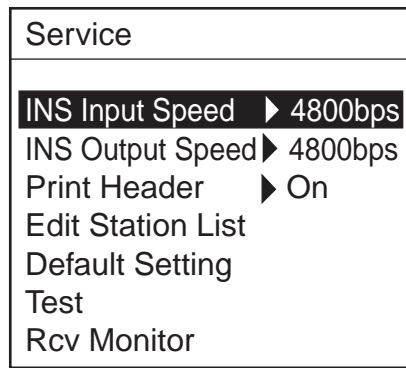 Service
INS Input Speed ▶ 4800bps
INS Output Speed ▶ 4800bps
Print Header ▶ On
Edit Station List
Default Setting
Test
Rcv Monitor